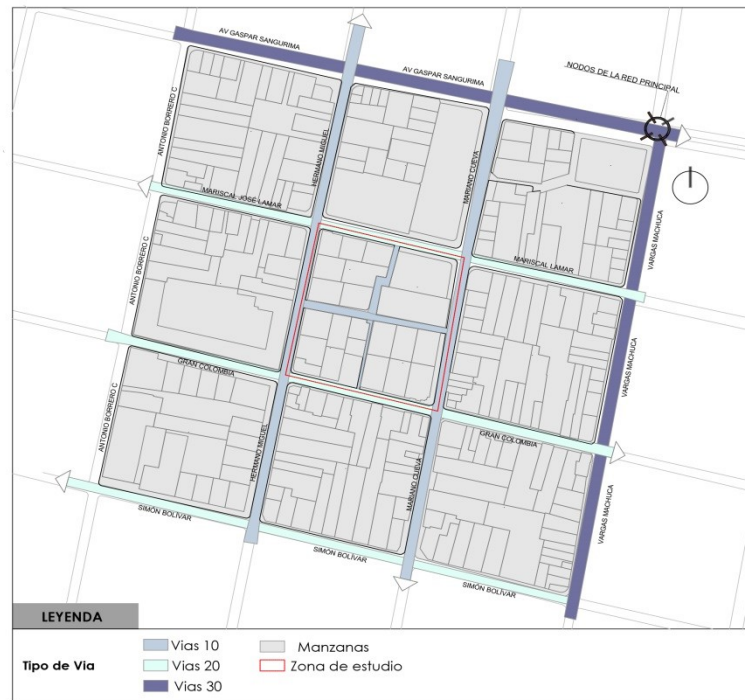 AV GASPAR SANGURIMA
AV GASPAR SANGURIMA
NODOS DE LA RED PRINCIPAL
ANTONIO BORRERO C
HERMANO MIGUEL
MARIANO CUEVA
VARGAS MACHUCA
MARISCAL JOSÉ LAMAR
MARISCAL LAMAR
ANTONIO BORRERO C
VARGAS MACHUCA
GRAN COLOMBIA
GRAN COLOMBIA
ANTONIO BORRERO C
HERMANO MIGUEL
MARIANO CUEVA
VARGAS MACHUCA
SIMÓN BOLÍVAR
SIMÓN BOLÍVAR
SIMÓN BOLÍVAR
LEYENDA
Tipo de Via
Vias 10
Manzanas
Vias 20
Zona de estudio
Vias 30